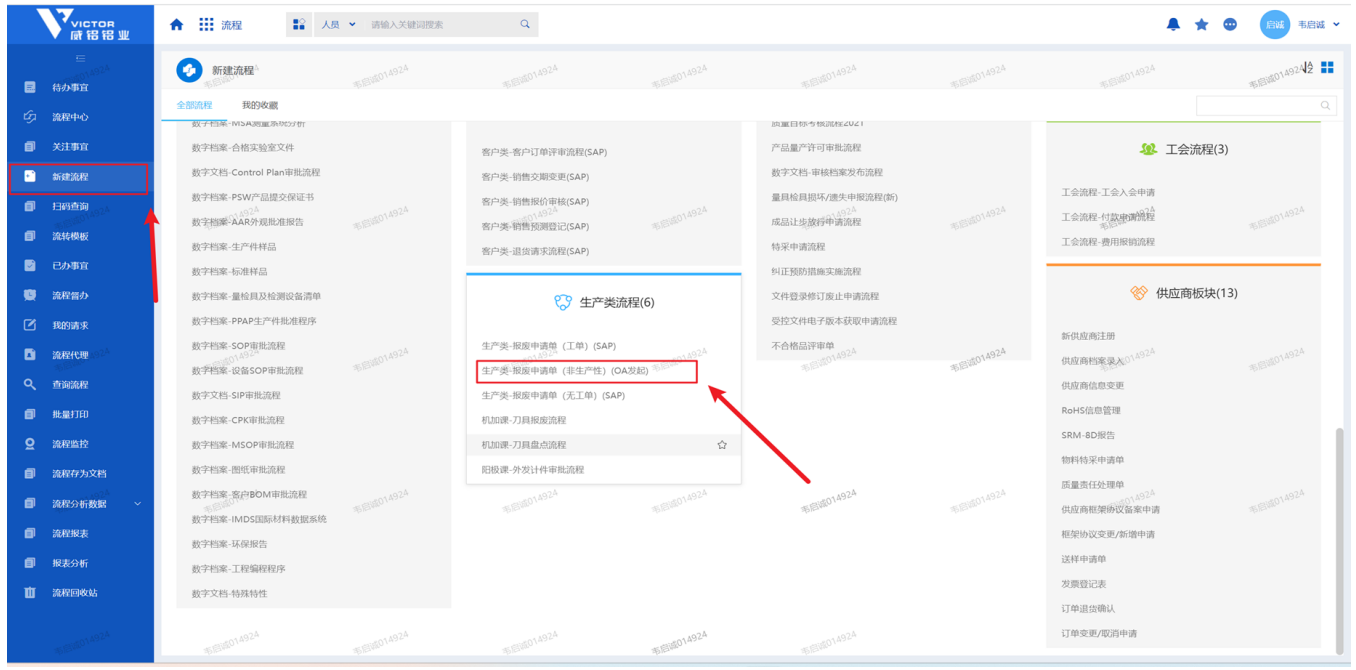 VICTOR
威铝铝业
流程
人员
请输入关键词搜索
启诚
韦启诚
待办事宜
流程中心
关注事宜
新建流程
扫码查询
流转模板
已办事宜
流程督办
我的请求
流程代理
查询流程
批量打印
流程监控
流程存为文档
流程分析数据
流程报表
报表分析
流程回收站
新建流程
全部流程
我的收藏
数字档案-MSA测量系统分析
数字档案-合格实验室文件
数字文档-Control Plan审批流程
数字档案-PSW产品提交保证书
数字档案-AAR外观批准报告
数字档案-生产件样品
数字档案-标准样品
数字档案-量检具及检测设备清单
数字档案-PPAP生产件批准程序
数字档案-SOP审批流程
数字档案-设备SOP审批流程
数字文档-SIP审批流程
数字档案-CPK审批流程
数字档案-MSOP审批流程
数字档案-图纸审批流程
数字档案-客户BOM审批流程
数字档案-IMDS国际材料数据系统
数字档案-环保报告
数字档案-工程编程程序
数字文档-特殊特性
客户类-客户订单评审流程(SAP)
客户类-销售交期变更(SAP)
客户类-销售报价审核(SAP)
客户类-销售预测登记(SAP)
客户类-退货请求流程(SAP)
生产类流程(6)
生产类-报废申请单（工单）(SAP)
生产类-报废申请单（非生产性）(OA发起)
生产类-报废申请单（无工单）(SAP)
机加课-刀具报废流程
机加课-刀具盘点流程
阳极课-外发计件审批流程
质量目标考核流程2021
产品量产许可审批流程
数字文档-审核档案发布流程
量具检具损坏/遗失申报流程(新)
成品让步放行申请流程
特采申请流程
纠正预防措施实施流程
文件登录修订废止申请流程
受控文件电子版本获取申请流程
不合格品评审单
工会流程(3)
工会流程-工会入会申请
工会流程-付款申请流程
工会流程-费用报销流程
供应商板块(13)
新供应商注册
供应商档案录入
供应商信息变更
RoHS信息管理
SRM-8D报告
物料特采申请单
质量责任处理单
供应商框架协议备案申请
框架协议变更/新增申请
送样申请单
发票登记表
订单退货确认
订单变更/取消申请
韦启诚014924